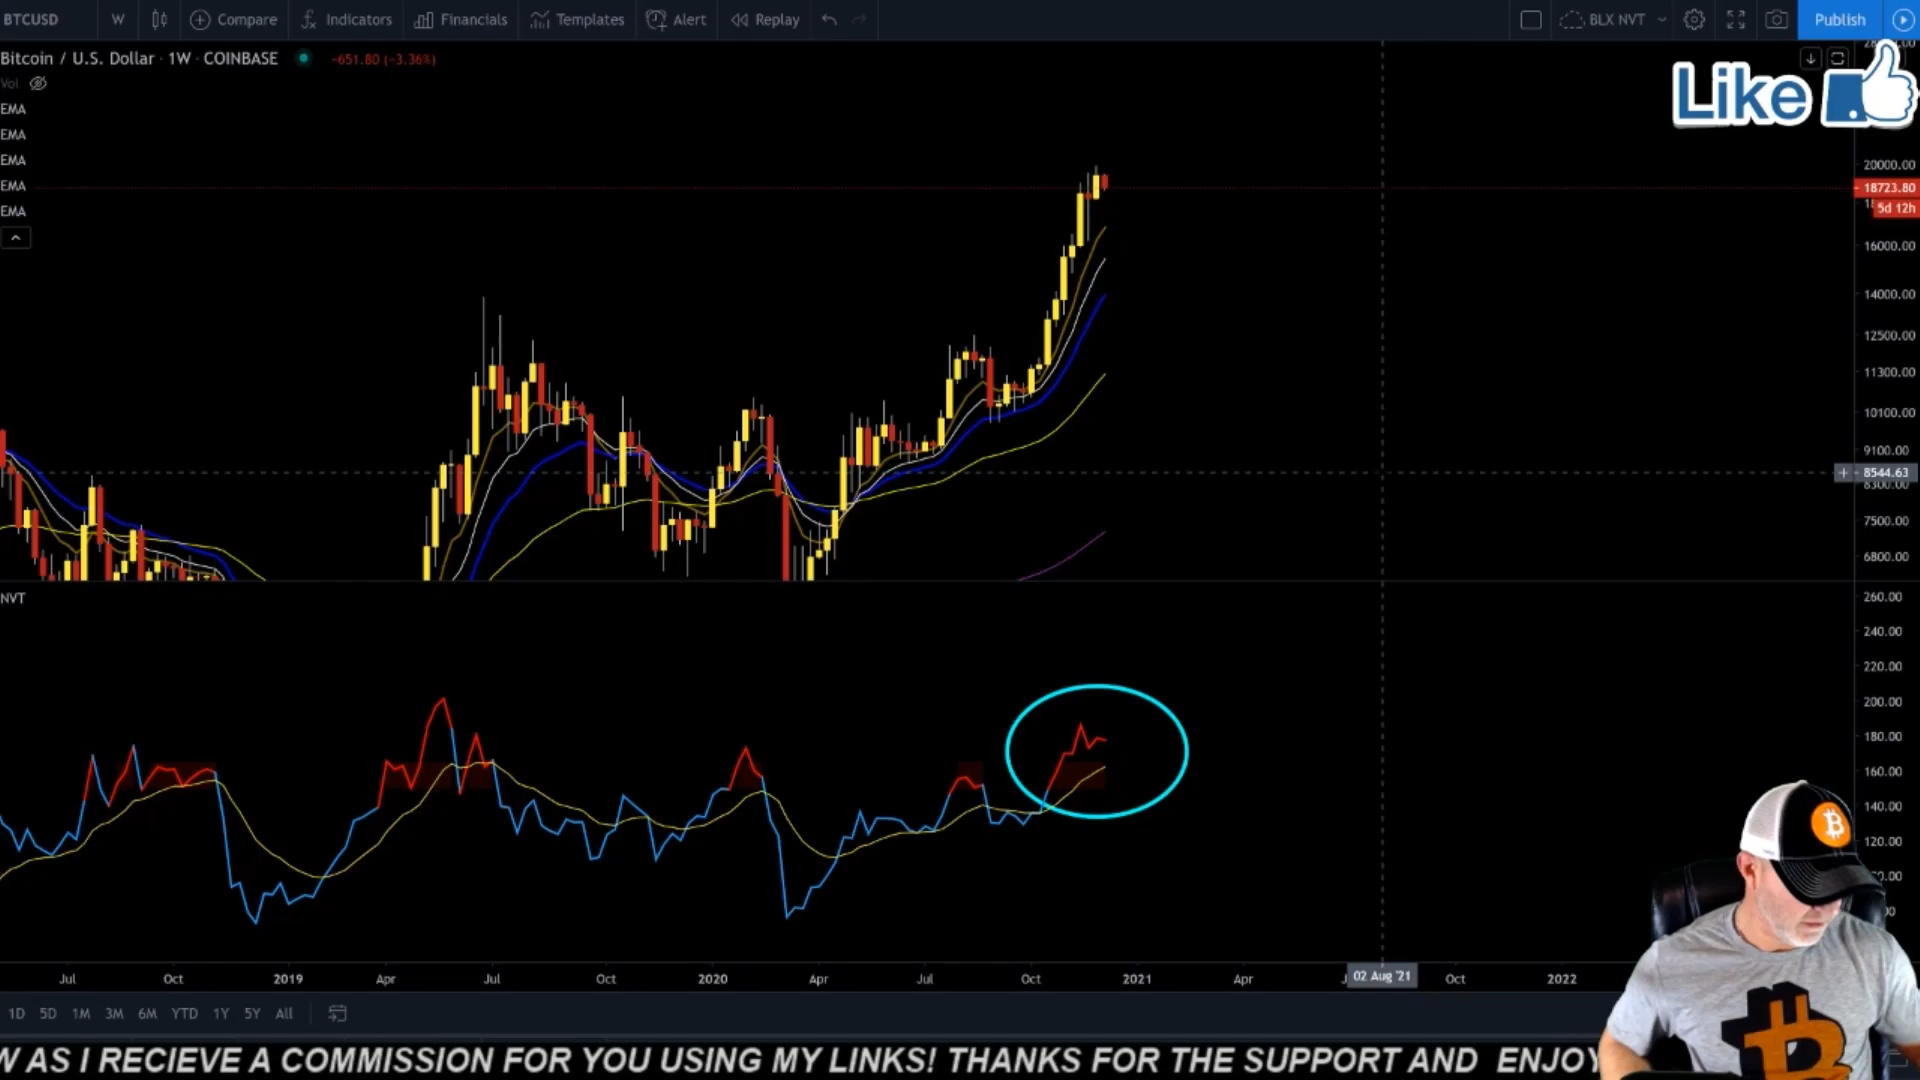 BTCUSD W Compare Indicators Financials Templates Alert Replay BLX NVT Publish
Bitcoin / U.S. Dollar · 1W · COINBASE −651.80 (−3.36%)
Vol
EMA
EMA
EMA
EMA
EMA
Like
20000.00
18723.80
5d 12h
16000.00
14000.00
12500.00
11300.00
10100.00
9100.00
8544.63
8300.00
7500.00
6800.00
NVT
260.00
240.00
220.00
200.00
180.00
160.00
140.00
120.00
Jul Oct 2019 Apr Jul Oct 2020 Apr Jul Oct 2021 Apr 02 Aug '21 Oct 2022
1D 5D 1M 3M 6M YTD 1Y 5Y All
W AS I RECIEVE A COMMISSION FOR YOU USING MY LINKS! THANKS FOR THE SUPPORT AND ENJOY